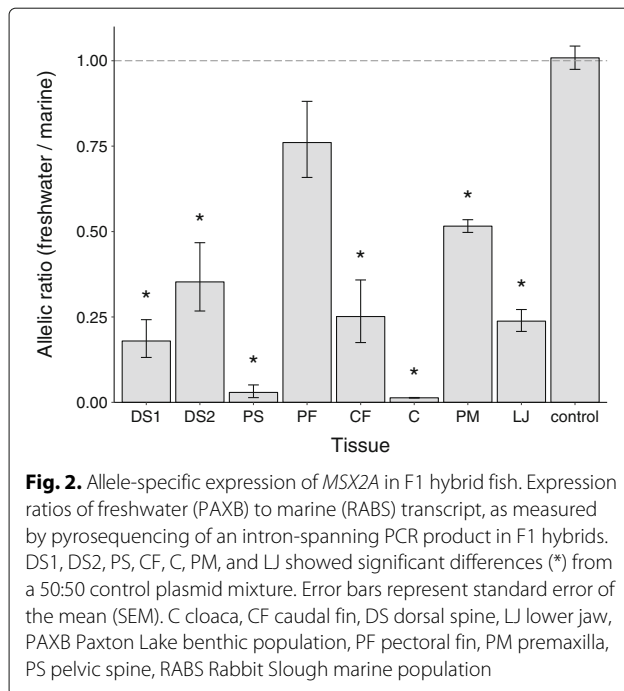 1.00
0.75
0.50
0.25
0.00
Allelic ratio (freshwater / marine)
* * * * * * *
DS1 DS2 PS PF CF C PM LJ control
Tissue
Fig. 2. Allele-specific expression of MSX2A in F1 hybrid fish. Expression
ratios of freshwater (PAXB) to marine (RABS) transcript, as measured
by pyrosequencing of an intron-spanning PCR product in F1 hybrids.
DS1, DS2, PS, CF, C, PM, and LJ showed significant differences (*) from
a 50:50 control plasmid mixture. Error bars represent standard error of
the mean (SEM). C cloaca, CF caudal fin, DS dorsal spine, LJ lower jaw,
PAXB Paxton Lake benthic population, PF pectoral fin, PM premaxilla,
PS pelvic spine, RABS Rabbit Slough marine population